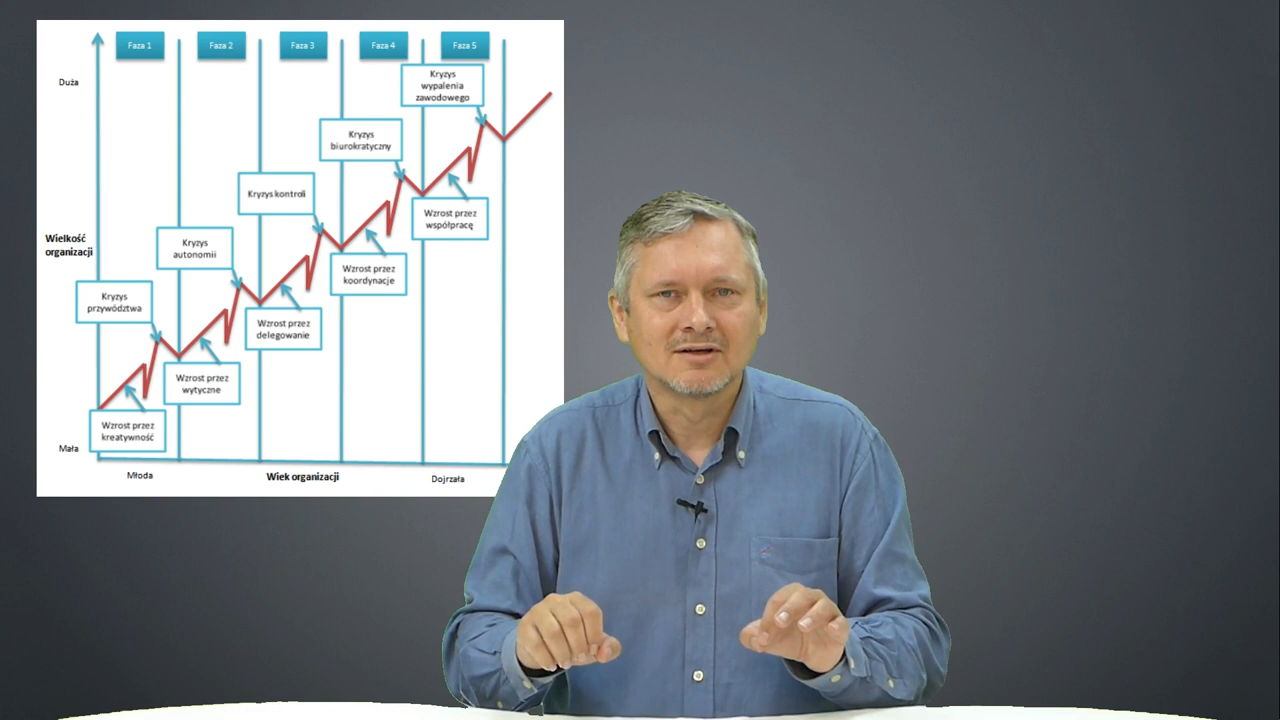 Faza 1
Faza 2
Faza 3
Faza 4
Faza 5
Duża
Kryzys
wypalenia
zawodowego
Kryzys
biurokratyczny
Kryzys kontroli
Wzrost przez
współpracę
Wielkość
organizacji
Kryzys
autonomii
Wzrost przez
koordynacje
Kryzys
przywództwa
Wzrost przez
delegowanie
Wzrost przez
wytyczne
Wzrost przez
kreatywność
Mała
Młoda
Wiek organizacji
Dojrzała